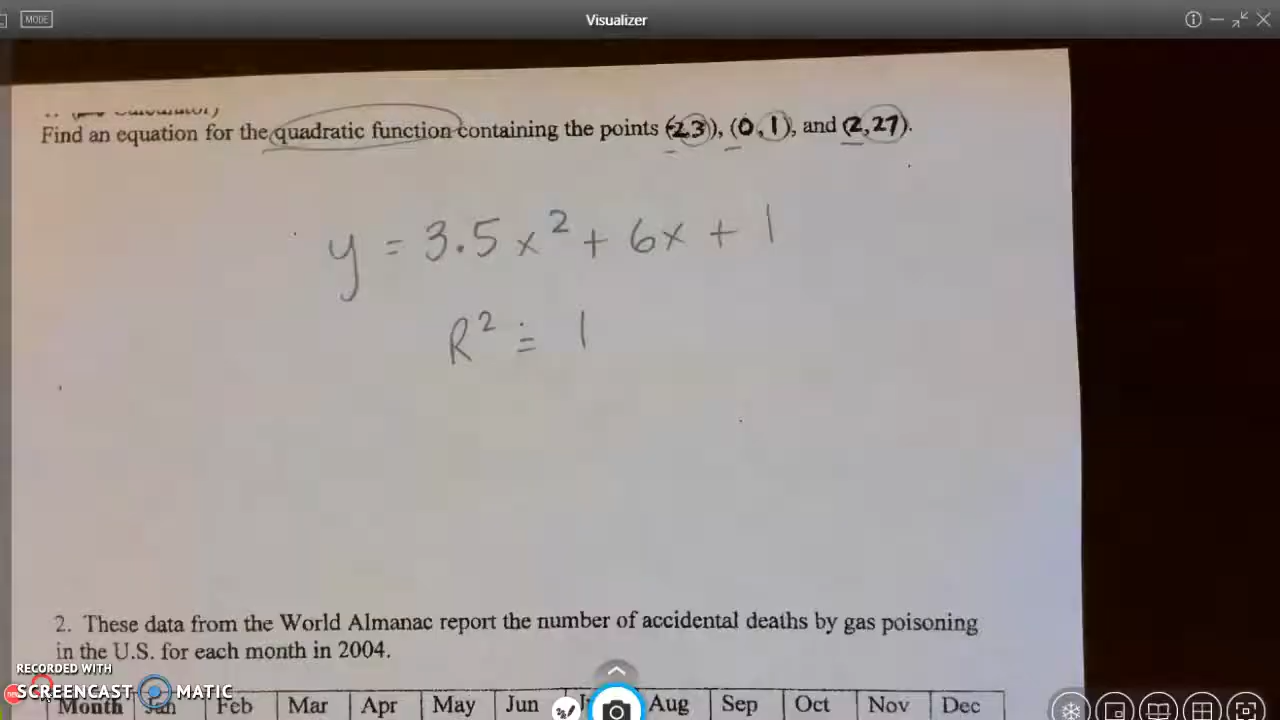 MODE
Visualizer
Calculator)
Find an equation for the quadratic function containing the points (-2,3), (0,1), and (2,27).
y = 3.5x² + 6x + 1
R² = 1
2. These data from the World Almanac report the number of accidental deaths by gas poisoning
in the U.S. for each month in 2004.
RECORDED WITH
SCREENCAST MATIC
Month Jan Feb Mar Apr May Jun Aug Sep Oct Nov Dec